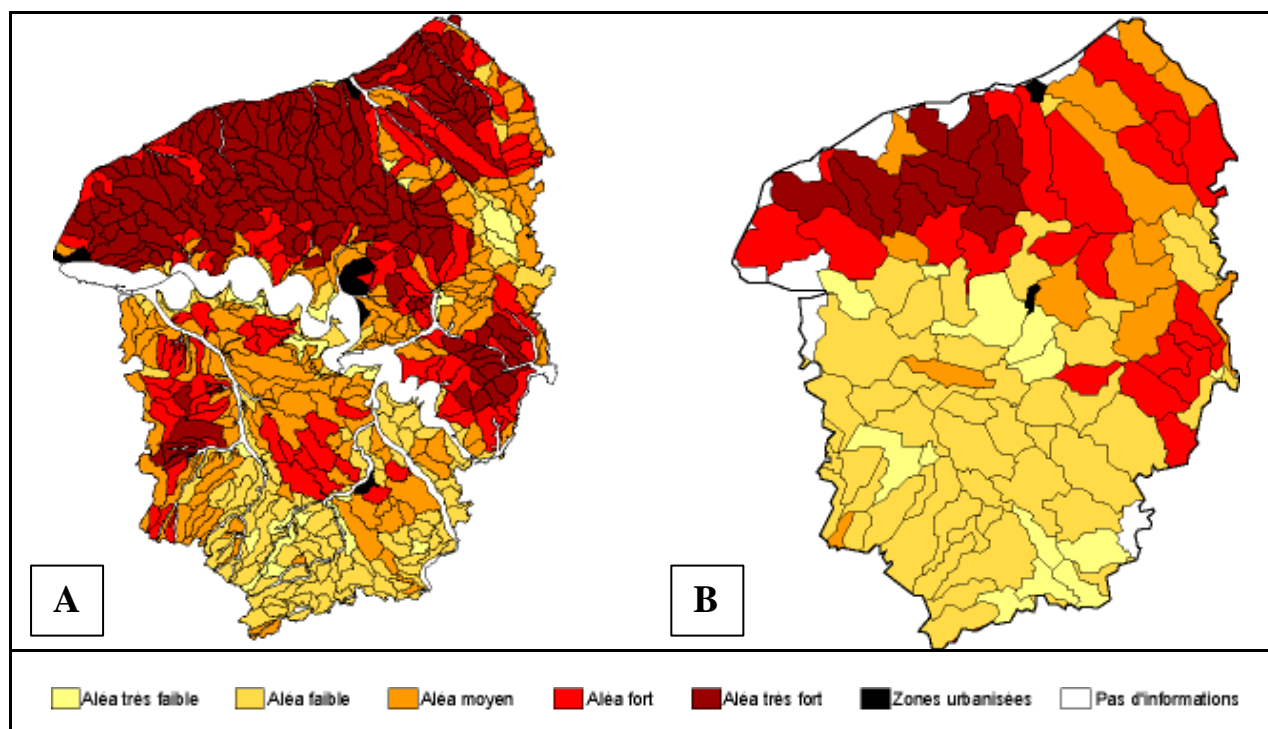 A
B
Aléa très faible Aléa faible Aléa moyen Aléa fort Aléa très fort Zones urbanisées Pas d'informations